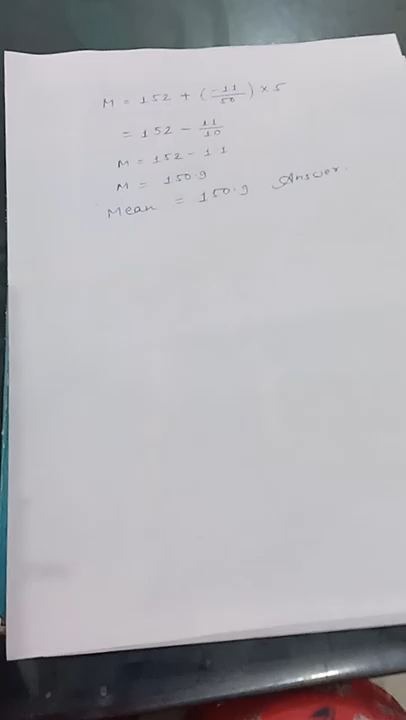 M = 152 + (-11/50) × 5
= 152 - 11/10
M = 152 - 1 1
M = 150.9
Mean = 150.9 Answer.